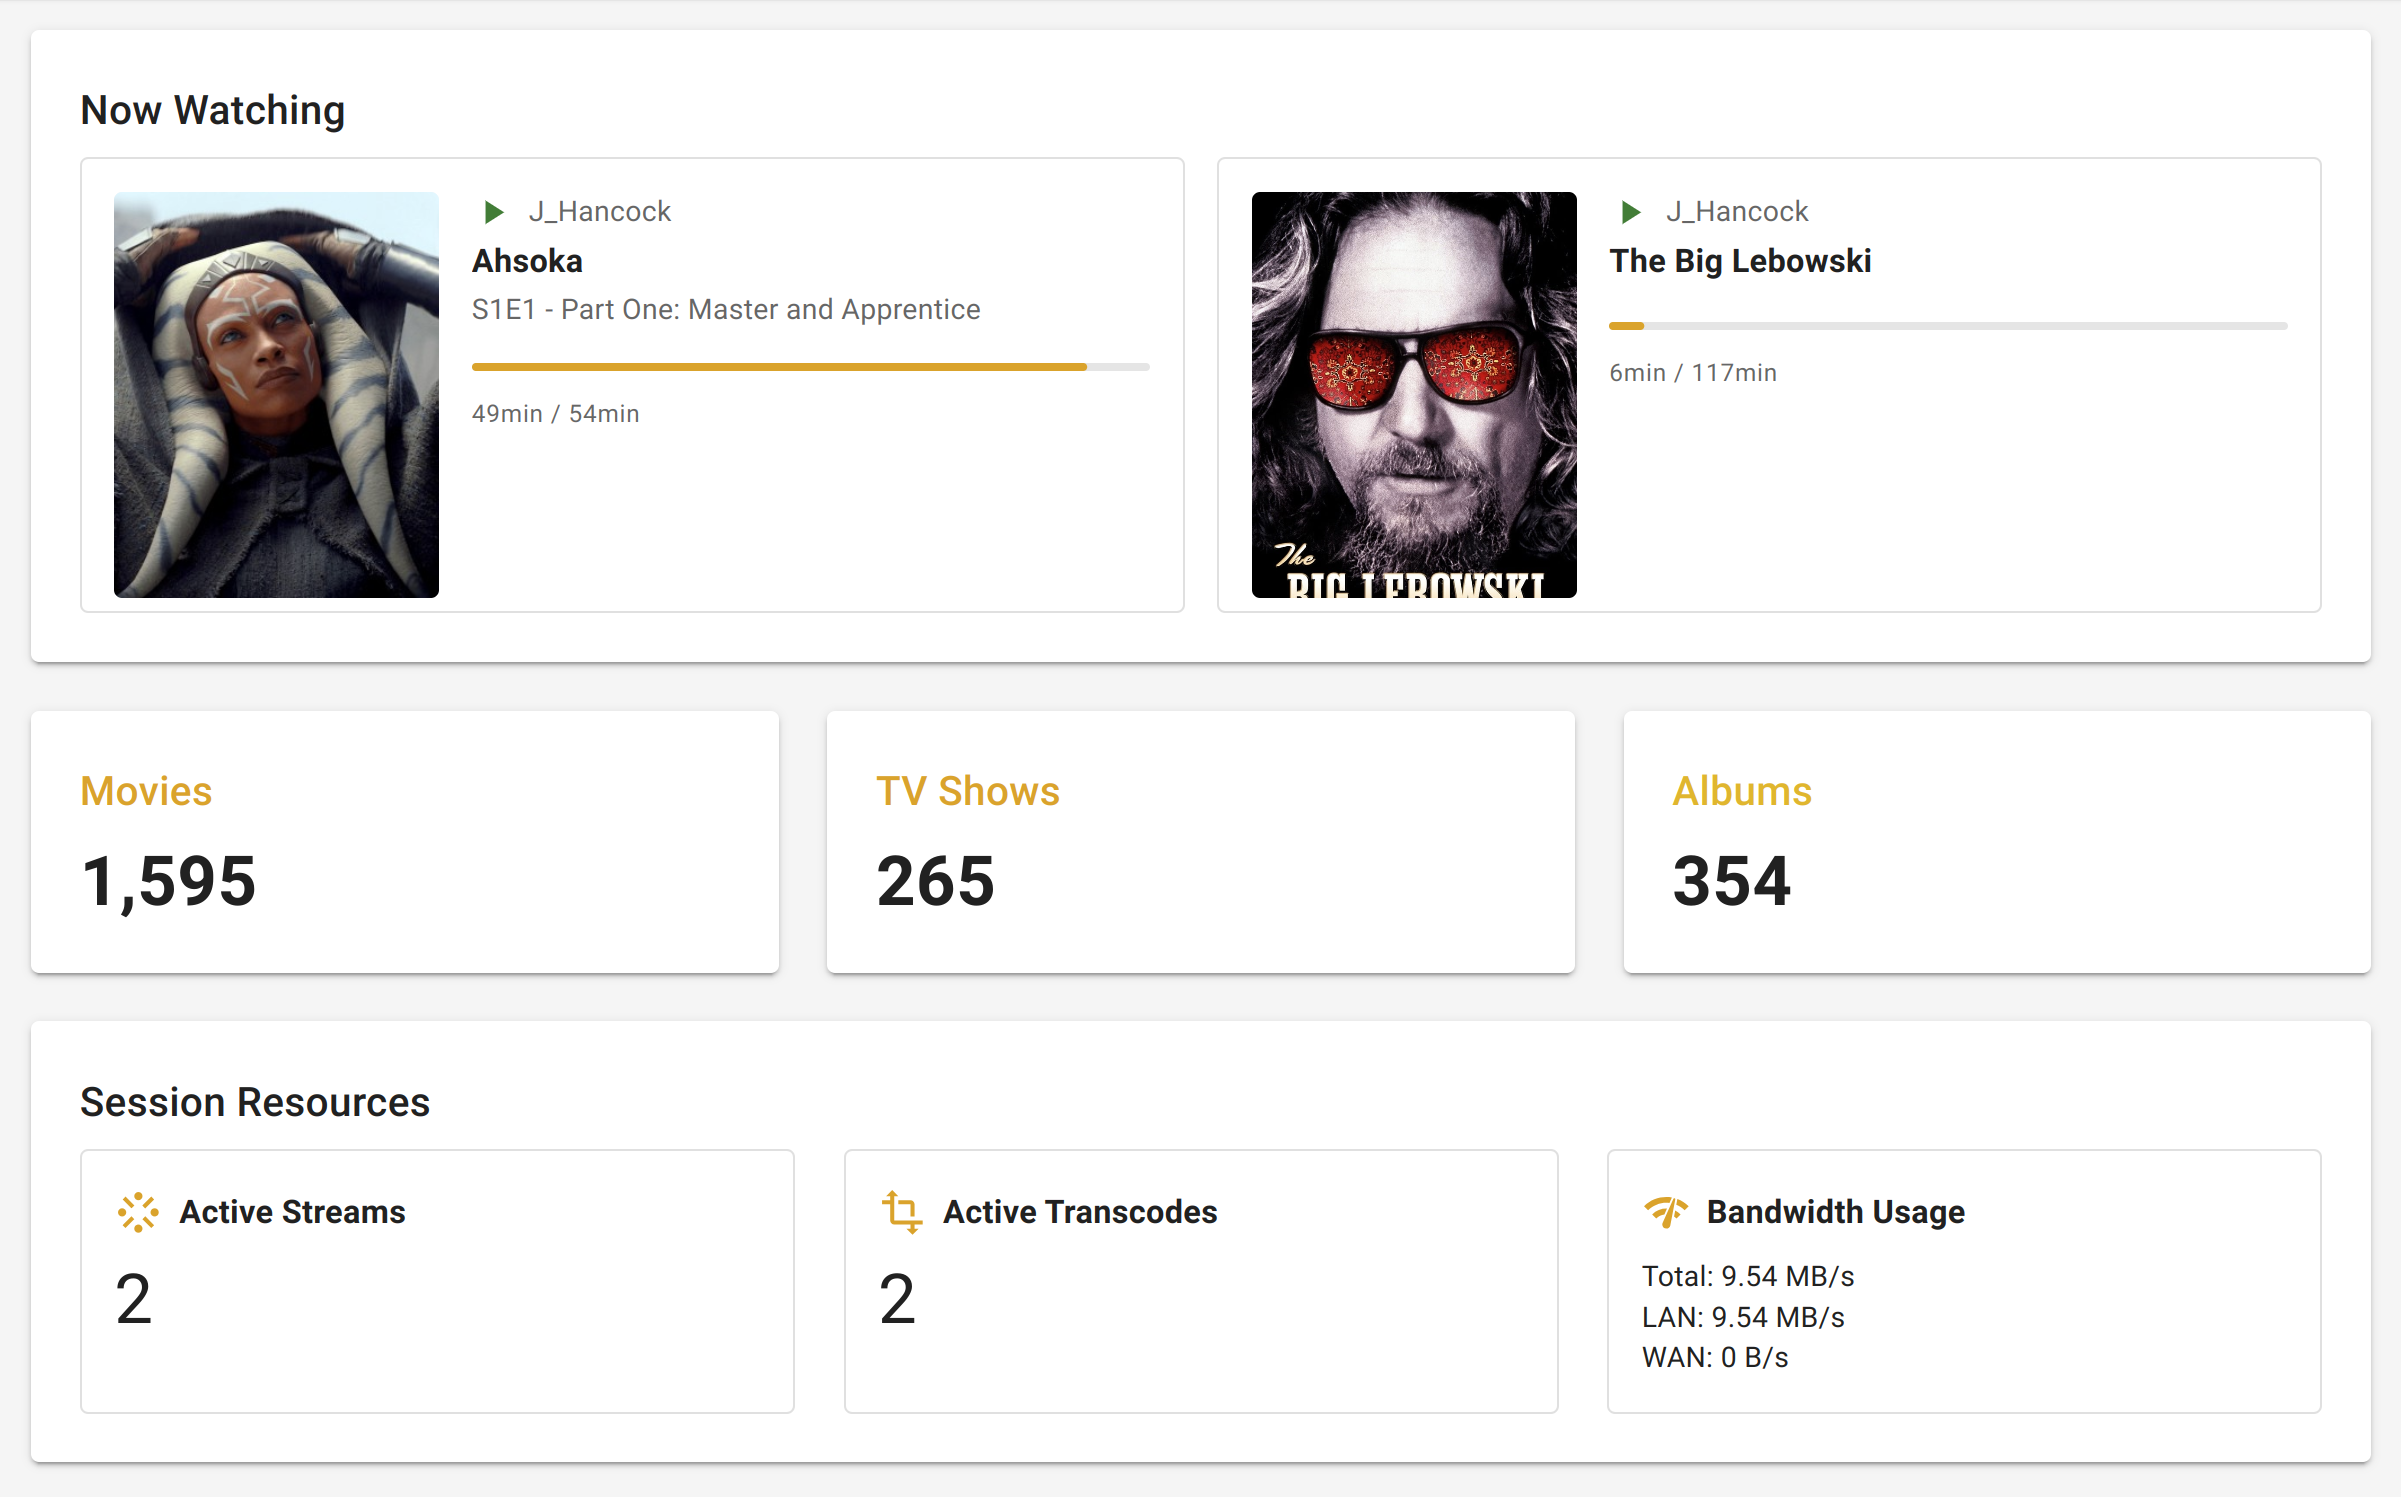 Now Watching
J_Hancock
Ahsoka
S1E1 - Part One: Master and Apprentice
49min / 54min
The
BIG LEBOWSKI
J_Hancock
The Big Lebowski
6min / 117min
Movies
1,595
TV Shows
265
Albums
354
Session Resources
Active Streams
2
Active Transcodes
2
Bandwidth Usage
Total: 9.54 MB/s
LAN: 9.54 MB/s
WAN: 0 B/s